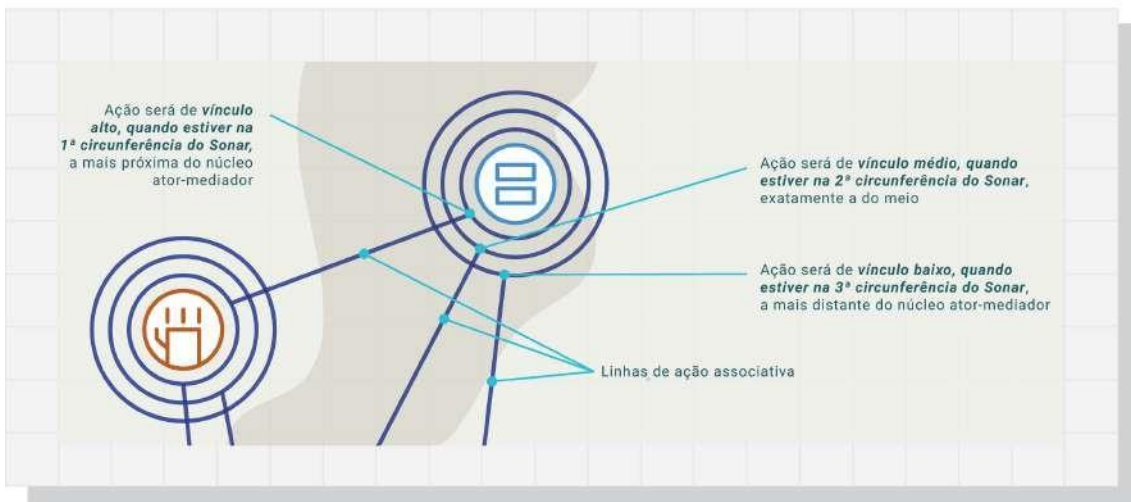 Ação será de vínculo
alto, quando estiver na
1ª circunferência do Sonar,
a mais próxima do núcleo
ator-mediador
Ação será de vínculo médio, quando
estiver na 2ª circunferência do Sonar,
exatamente a do meio
Ação será de vínculo baixo, quando
estiver na 3ª circunferência do Sonar,
a mais distante do núcleo ator-mediador
Linhas de ação associativa